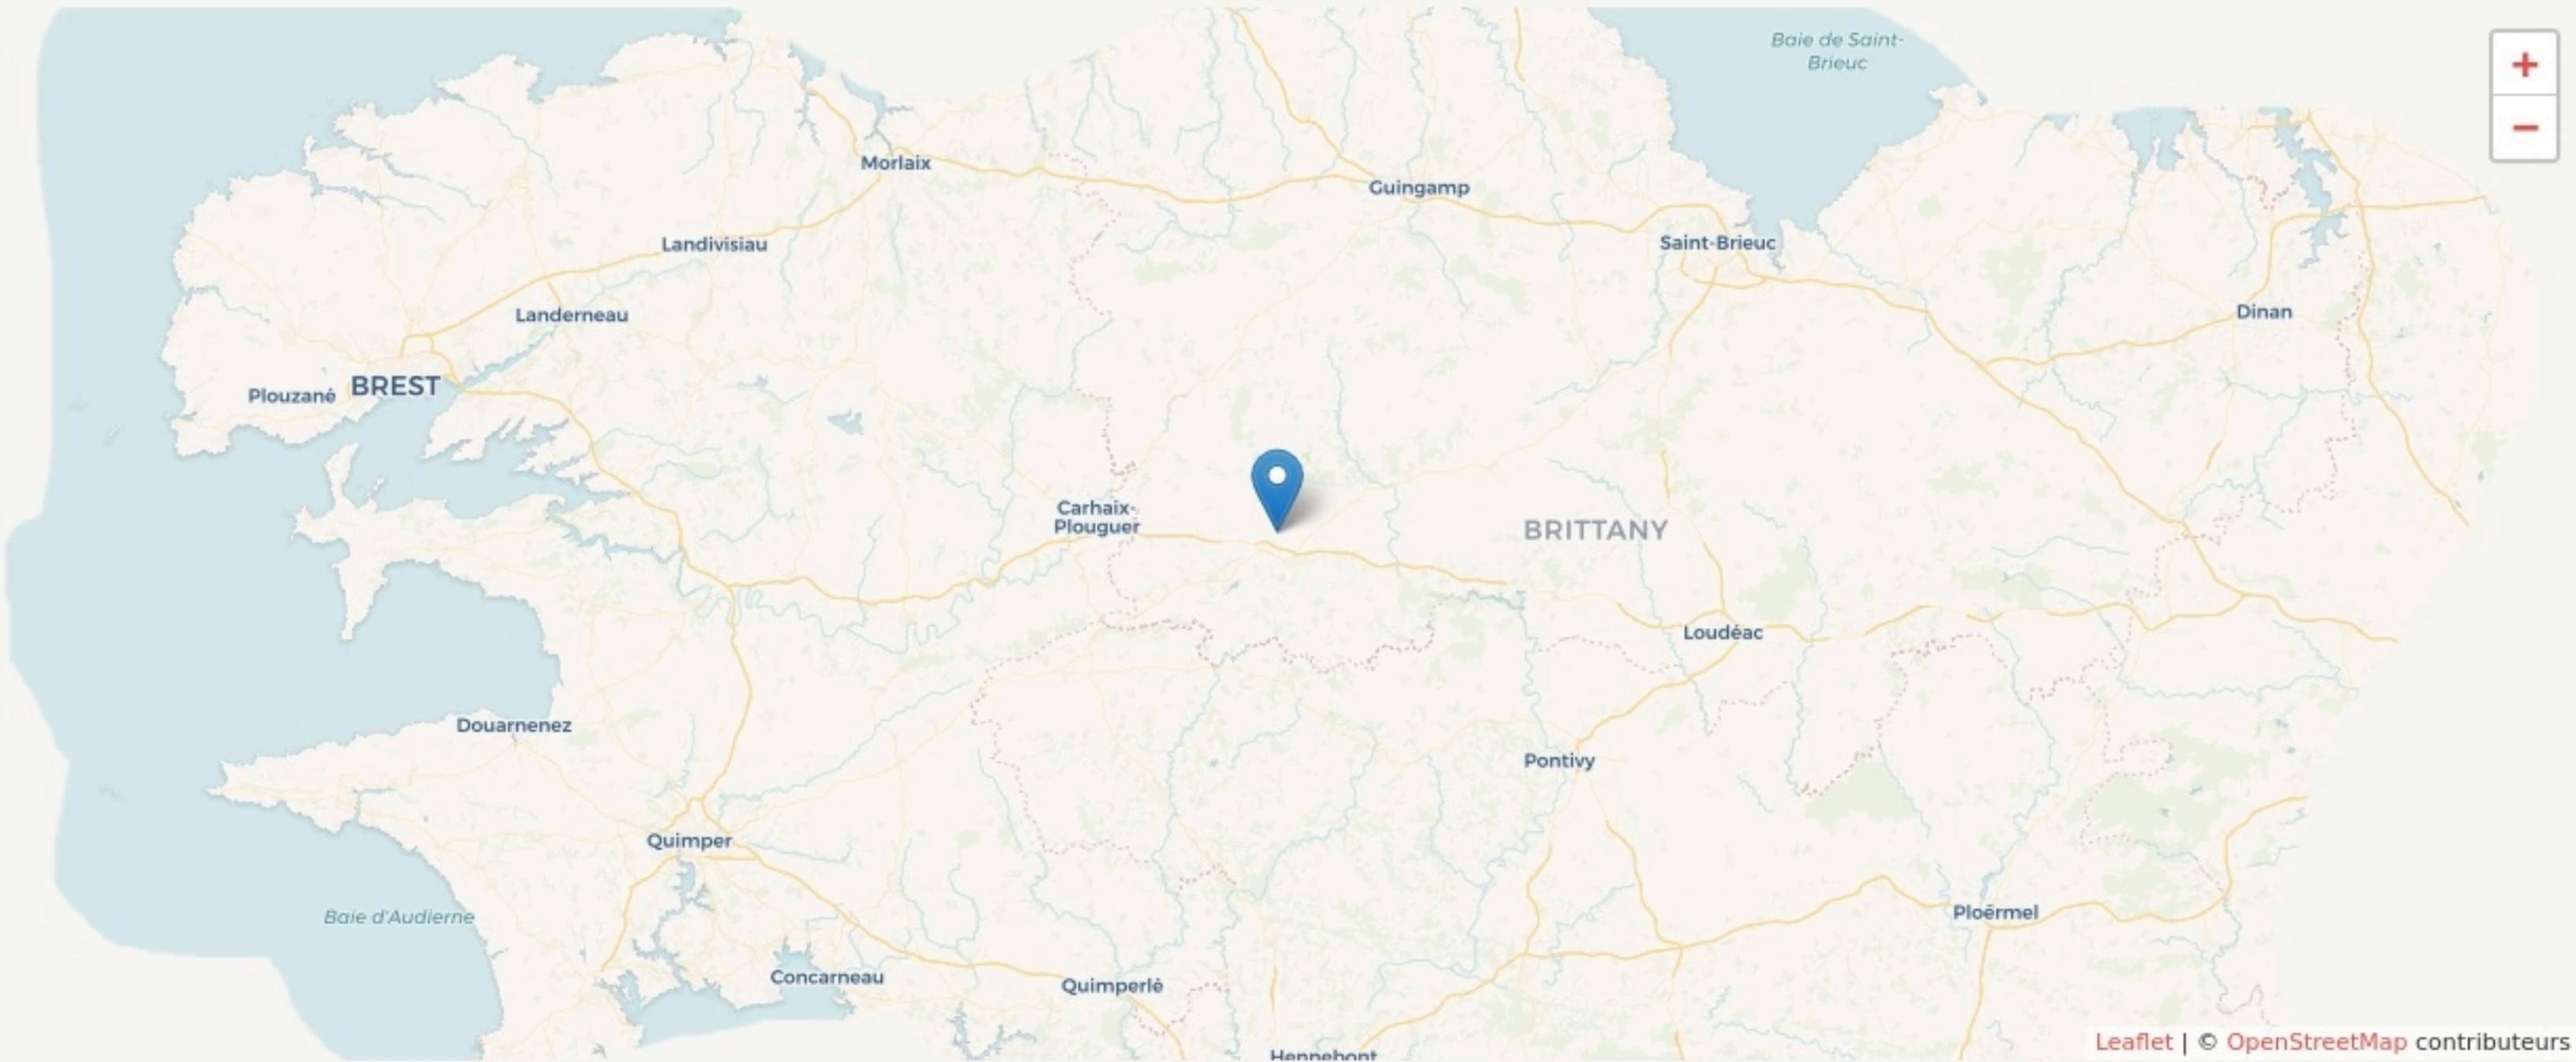 Baie de Saint-
Brieuc
+
−
Morlaix
Guingamp
Landivisiau
Saint-Brieuc
Landerneau
Dinan
Plouzané
BREST
Carhaix-
Plouguer
BRITTANY
Loudéac
Douarnenez
Pontivy
Quimper
Baie d'Audierne
Ploërmel
Concarneau
Quimperlé
Hennebont
Leaflet | © OpenStreetMap contributeurs